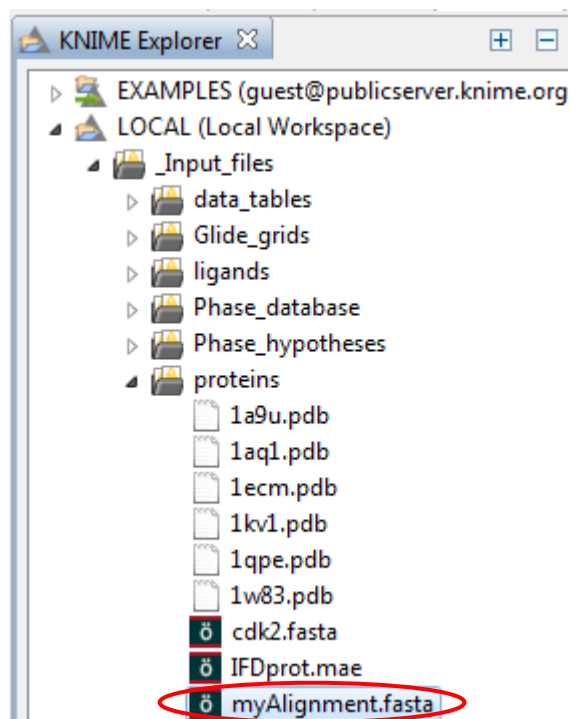 KNIME Explorer
EXAMPLES (guest@publicserver.knime.org
LOCAL (Local Workspace)
_Input_files
data_tables
Glide_grids
ligands
Phase_database
Phase_hypotheses
proteins
1a9u.pdb
1aq1.pdb
1ecm.pdb
1kv1.pdb
1qpe.pdb
1w83.pdb
ö cdk2.fasta
ö IFDprot.mae
ö myAlignment.fasta